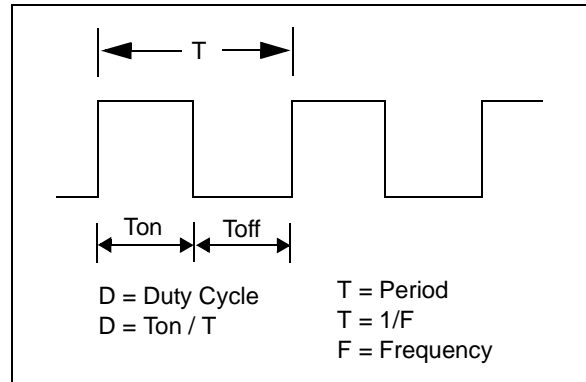 T
Ton
Toff
D = Duty Cycle
D = Ton / T
T = Period
T = 1/F
F = Frequency